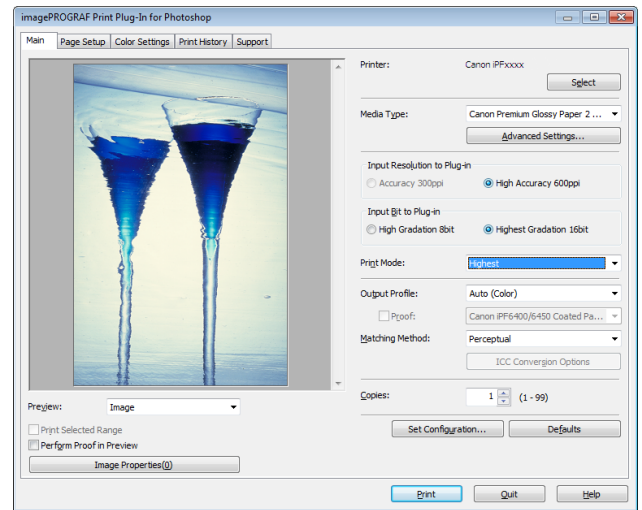 imagePROGRAF Print Plug-In for Photoshop
Main Page Setup Color Settings Print History Support
Printer: Canon iPFxxxx
Select
Media Type: Canon Premium Glossy Paper 2 ...
Advanced Settings...
Input Resolution to Plug-in
Accuracy 300ppi High Accuracy 600ppi
Input Bit to Plug-in
High Gradation 8bit Highest Gradation 16bit
Print Mode: Highest
Output Profile: Auto (Color)
Proof: Canon iPF6400/6450 Coated Pa...
Matching Method: Perceptual
ICC Conversion Options
Copies: 1 (1 - 99)
Preview: Image
Print Selected Range
Perform Proof in Preview
Set Configuration... Defaults
Image Properties(0)
Print Quit Help